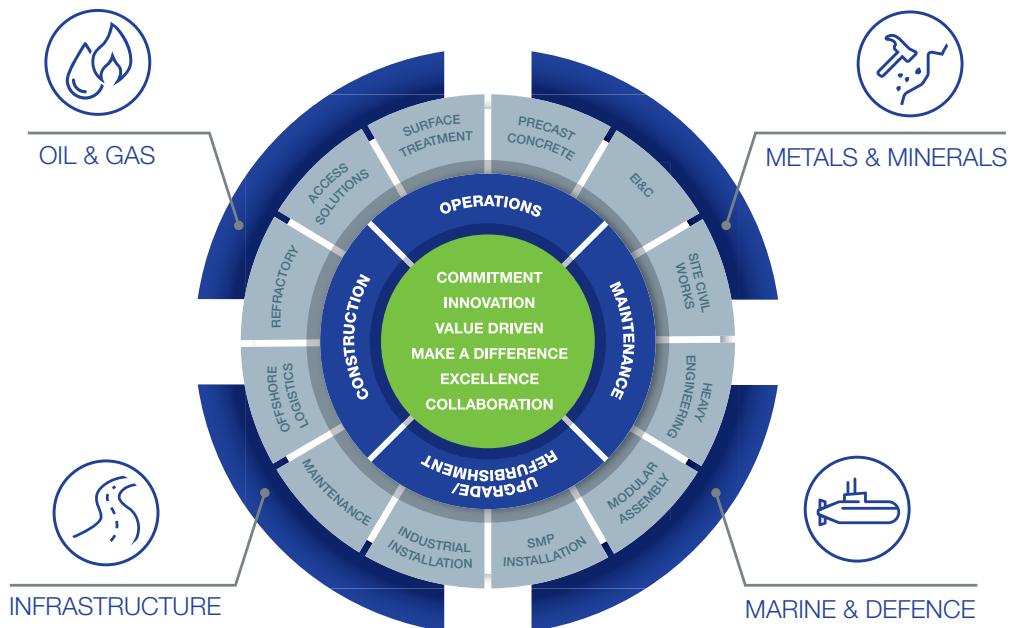 OIL & GAS
METALS & MINERALS
INFRASTRUCTURE
MARINE & DEFENCE
SURFACE
TREATMENT
PRECAST
CONCRETE
EI&C
SITE CIVIL
WORKS
HEAVY
ENGINEERING
MODULAR
ASSEMBLY
SMP
INSTALLATION
INDUSTRIAL
INSTALLATION
MAINTENANCE
OFFSHORE
LOGISTICS
REFRACTORY
ACCESS
SOLUTIONS
OPERATIONS
MAINTENANCE
UPGRADE/
REFURBISHMENT
CONSTRUCTION
COMMITMENT
INNOVATION
VALUE DRIVEN
MAKE A DIFFERENCE
EXCELLENCE
COLLABORATION